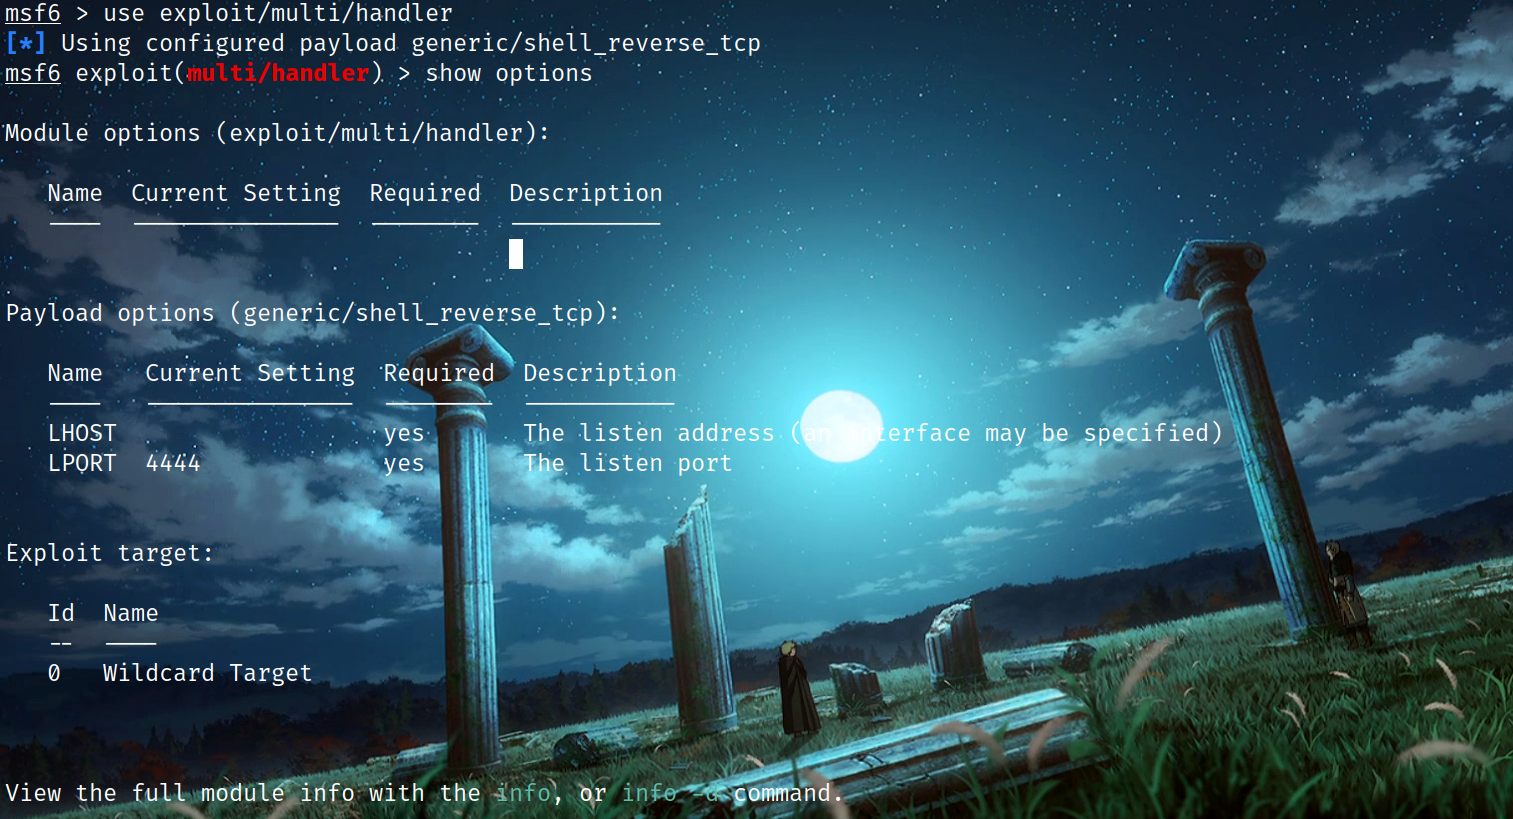 msf6 > use exploit/multi/handler
[*] Using configured payload generic/shell_reverse_tcp
msf6 exploit(multi/handler) > show options
Module options (exploit/multi/handler):
Name Current Setting Required Description
---- --------------- -------- -----------
Payload options (generic/shell_reverse_tcp):
Name Current Setting Required Description
---- --------------- -------- -----------
LHOST yes The listen address (an interface may be specified)
LPORT 4444 yes The listen port
Exploit target:
Id Name
-- ----
0 Wildcard Target
View the full module info with the info, or info -d command.